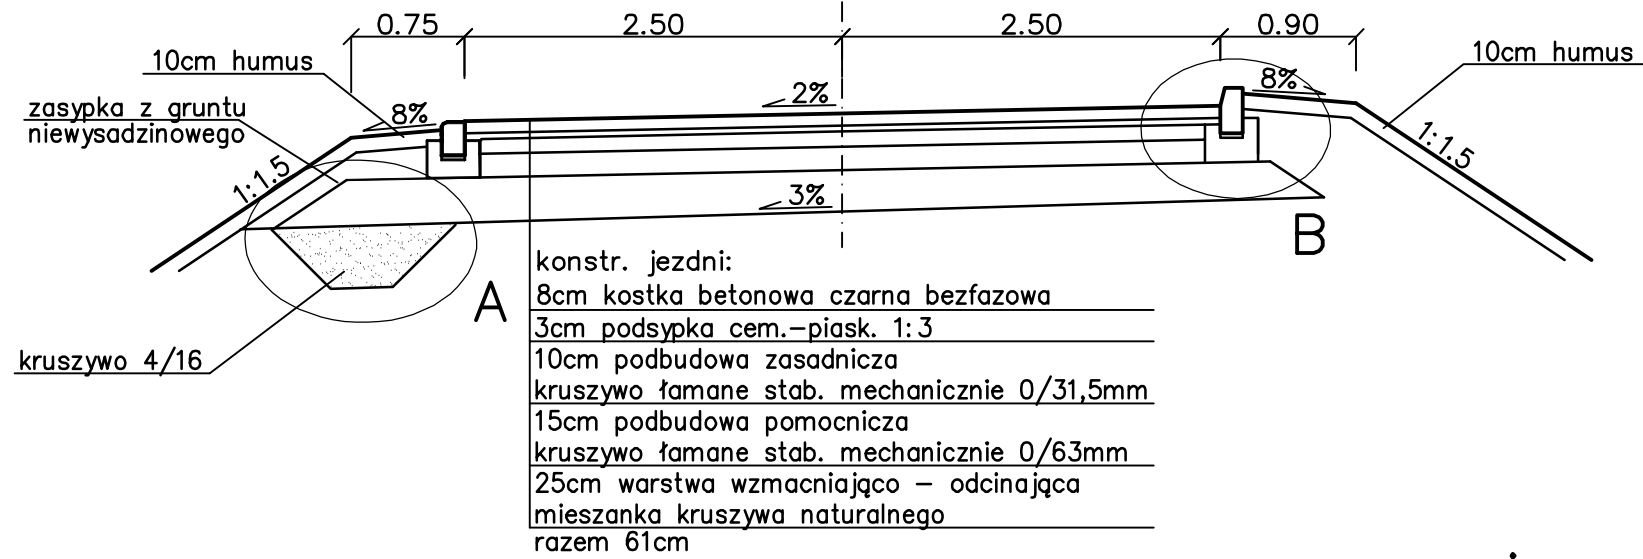 0.75 2.50 2.50 0.90
10cm humus
10cm humus
zasypka z gruntu
niewysadzinowego
8%
2%
8%
1:1.5
1:1.5
3%
A
B
kruszywo 4/16
konstr. jezdni:
8cm kostka betonowa czarna bezfazowa
3cm podsypka cem.-piask. 1:3
10cm podbudowa zasadnicza
kruszywo łamane stab. mechanicznie 0/31,5mm
15cm podbudowa pomocnicza
kruszywo łamane stab. mechanicznie 0/63mm
25cm warstwa wzmacniająco - odcinająca
mieszanka kruszywa naturalnego
razem 61cm